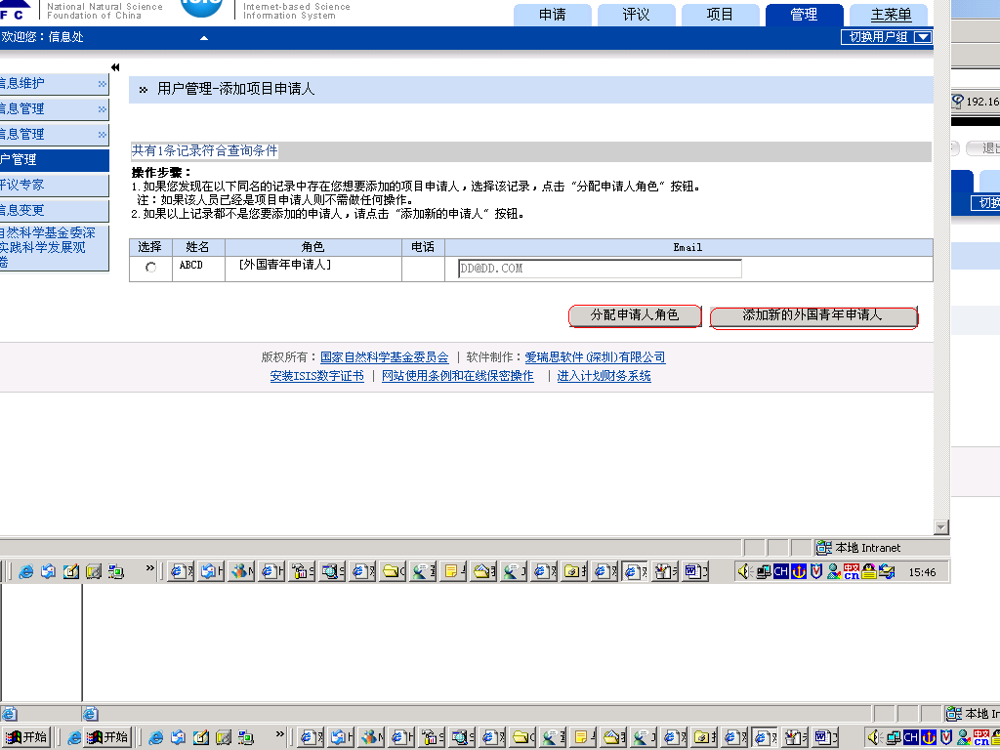 F C
National Natural Science
Foundation of China
Internet-based Science
Information System
申请
评议
项目
管理
主菜单
欢迎您：信息处
切换用户组
信息维护
信息管理
信息管理
户管理
评议专家
信息变更
自然科学基金委深
实践科学发展观
卷
用户管理-添加项目申请人
共有1条记录符合查询条件
操作步骤：
1.如果您发现在以下同名的记录中存在您想要添加的项目申请人，选择该记录，点击“分配申请人角色”按钮。
注：如果该人员已经是项目申请人则不需做任何操作。
2.如果以上记录都不是您要添加的申请人，请点击“添加新的申请人”按钮。
选择 姓名 角色 电话 Email
ABCD [外国青年申请人] DD@DD.COM
分配申请人角色
添加新的外国青年申请人
版权所有：国家自然科学基金委员会 | 软件制作：爱瑞思软件(深圳)有限公司
安装ISIS数字证书 | 网站使用条例和在线保密操作 | 进入计划财务系统
192.16
退出
切换
本地 Intranet
CH
cn
15:46
本地 In
开始
开始
CH
cn